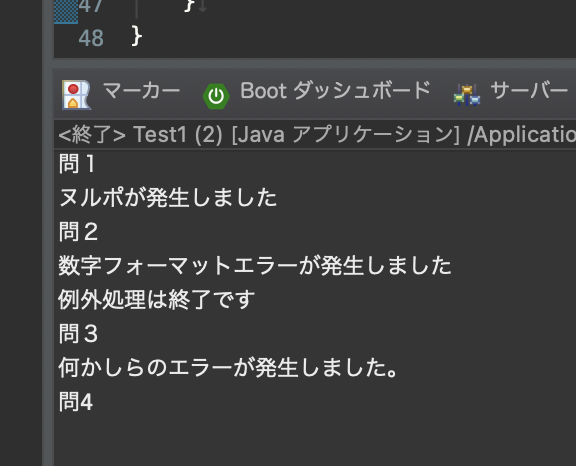 47 }↓
48 }
マーカー Boot ダッシュボード サーバー
<終了> Test1 (2) [Java アプリケーション] /Applicatio
問１
ヌルポが発生しました
問２
数字フォーマットエラーが発生しました
例外処理は終了です
問３
何かしらのエラーが発生しました。
問4